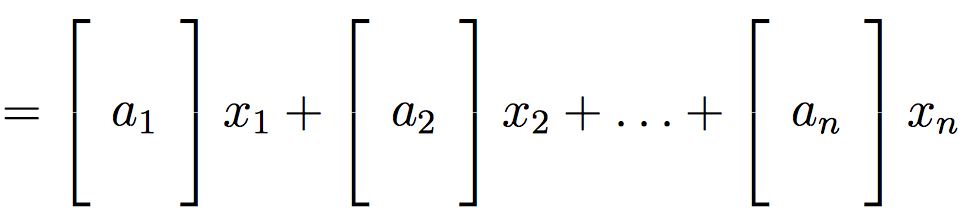 = [ a₁ ] x₁ + [ a₂ ] x₂ + … + [ aₙ ] xₙ